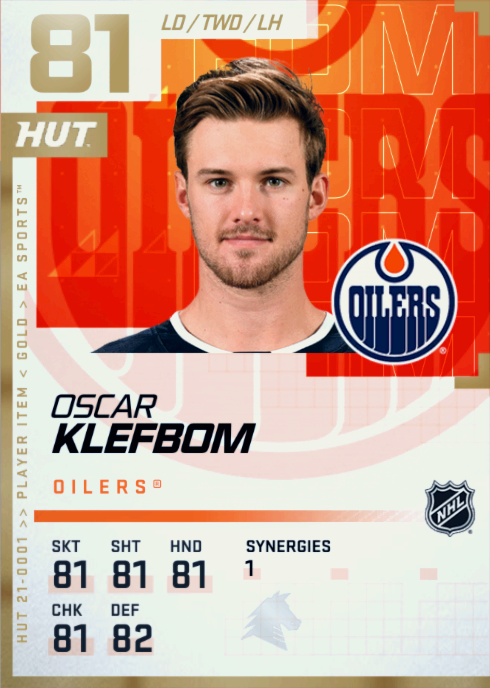 81
LD / TWD / LH
HUT
OSCAR
KLEFBOM
OILERS®
OILERS
®
NHL
SKT SHT HND SYNERGIES
81 81 81 1
CHK DEF
81 82
HUT 21-0001 >> PLAYER ITEM < GOLD > EA SPORTS™
OILERS